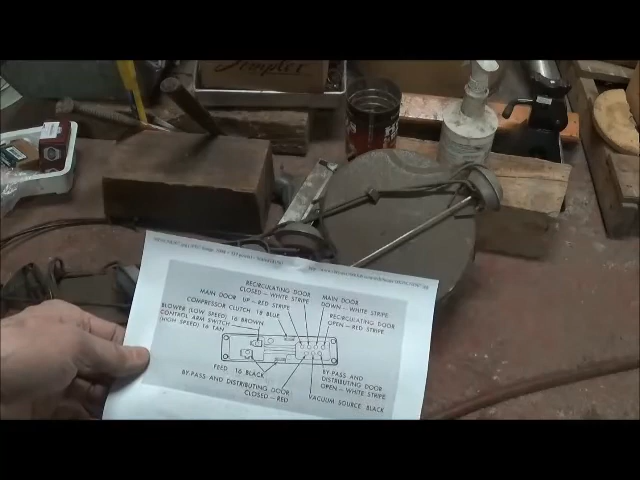 RECIRCULATING DOOR
CLOSED - WHITE STRIPE
MAIN DOOR UP - RED STRIPE
COMPRESSOR CLUTCH 18 BLUE
BLOWER (LOW SPEED) 16 BROWN
CONTROL ARM SWITCH
(HIGH SPEED) 16 TAN
MAIN DOOR
DOWN - WHITE STRIPE
RECIRCULATING DOOR
OPEN - RED STRIPE
FEED 16 BLACK
BY-PASS AND DISTRIBUTING DOOR
CLOSED - RED
BY-PASS AND
DISTRIBUTING DOOR
OPEN - WHITE STRIPE
VACUUM SOURCE BLACK